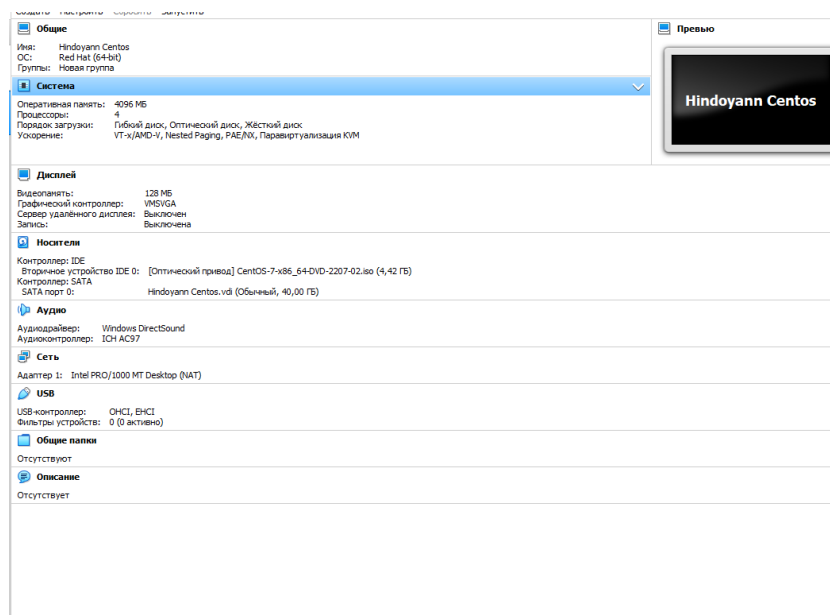 Создать Настроить Сбросить Запустить
Общие
Имя: Hindoyann Centos
ОС: Red Hat (64-bit)
Группы: Новая группа
Превью
Hindoyann Centos
Система
Оперативная память: 4096 МБ
Процессоры: 4
Порядок загрузки: Гибкий диск, Оптический диск, Жёсткий диск
Ускорение: VT-x/AMD-V, Nested Paging, PAE/NX, Паравиртуализация KVM
Дисплей
Видеопамять: 128 МБ
Графический контроллер: VMSVGA
Сервер удалённого дисплея: Выключен
Запись: Выключена
Носители
Контроллер: IDE
Вторичное устройство IDE 0: [Оптический привод] CentOS-7-x86_64-DVD-2207-02.iso (4,42 ГБ)
Контроллер: SATA
SATA порт 0: Hindoyann Centos.vdi (Обычный, 40,00 ГБ)
Аудио
Аудиодрайвер: Windows DirectSound
Аудиоконтроллер: ICH AC97
Сеть
Адаптер 1: Intel PRO/1000 MT Desktop (NAT)
USB
USB-контроллер: OHCI, EHCI
Фильтры устройств: 0 (0 активно)
Общие папки
Отсутствуют
Описание
Отсутствует